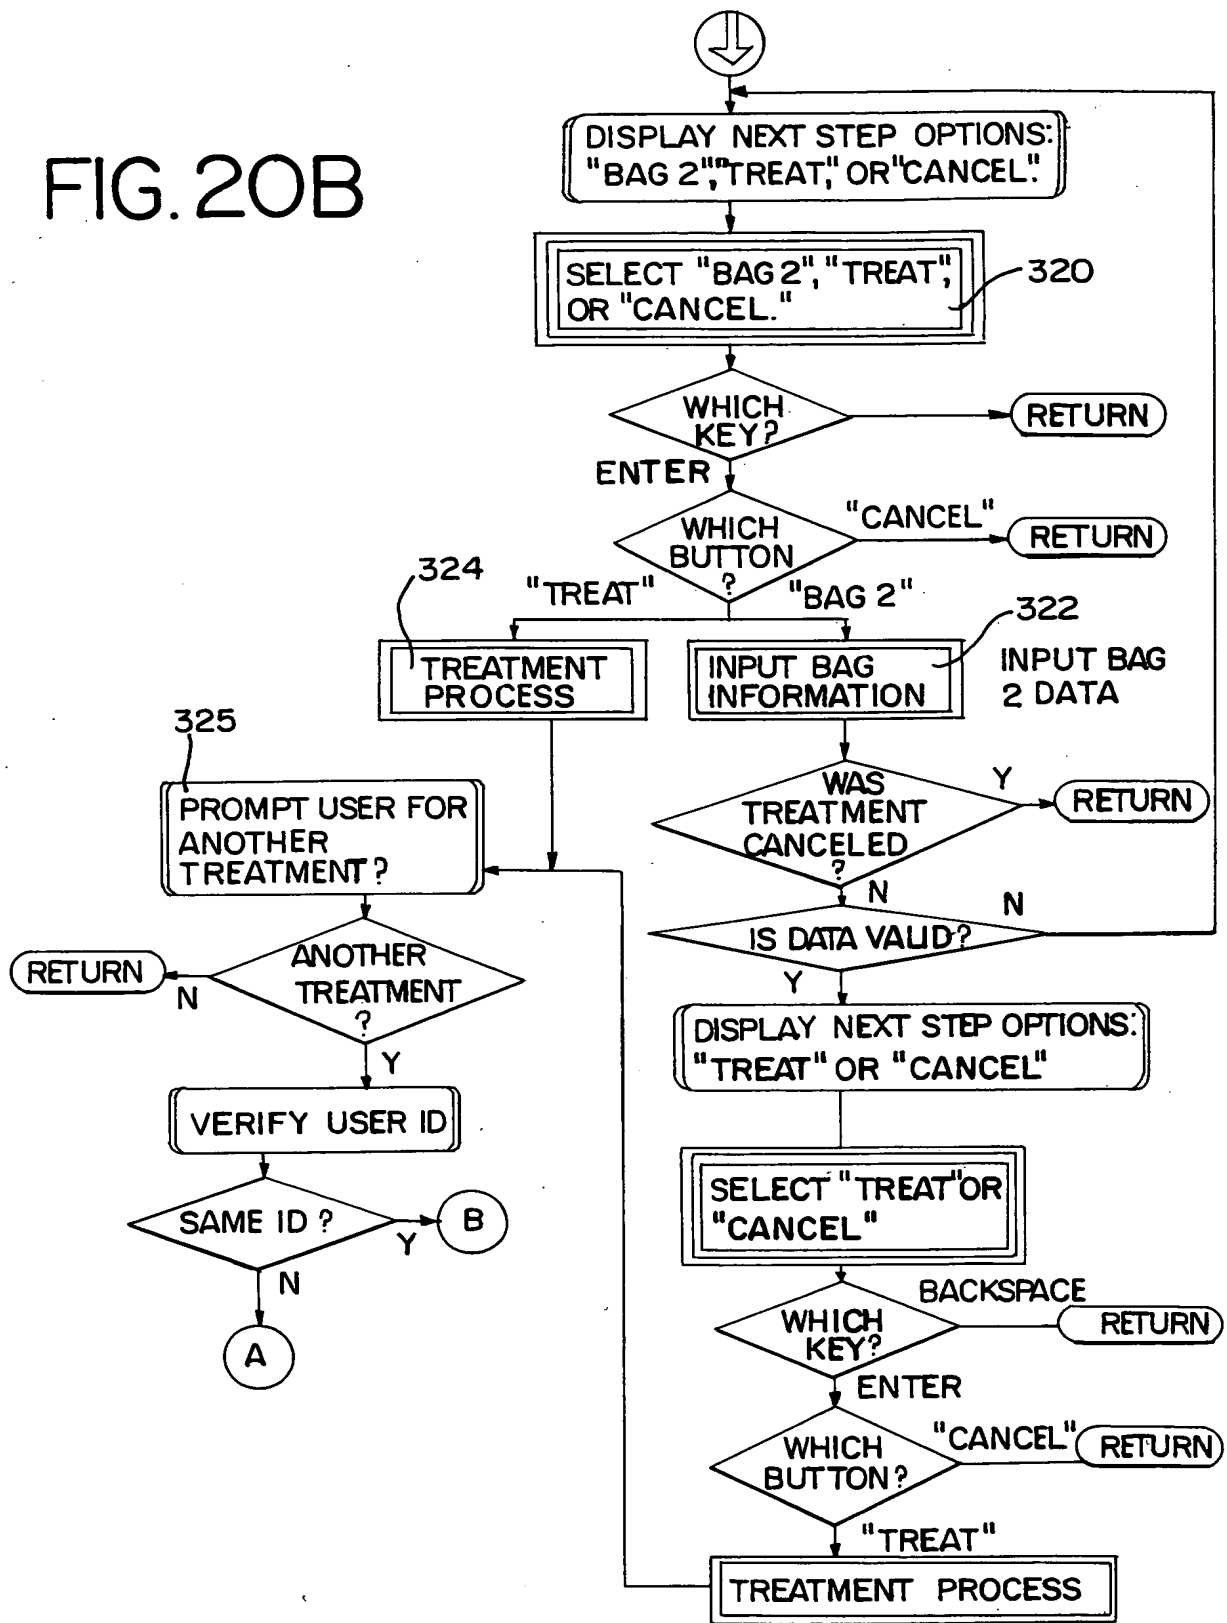 FIG. 20B
DISPLAY NEXT STEP OPTIONS:
"BAG 2","TREAT," OR "CANCEL".
SELECT "BAG 2", "TREAT",
OR "CANCEL."
320
WHICH
KEY?
RETURN
ENTER
WHICH
BUTTON
?
"CANCEL"
RETURN
"TREAT"
"BAG 2"
324
TREATMENT
PROCESS
322
INPUT BAG
INFORMATION
INPUT BAG
2 DATA
325
PROMPT USER FOR
ANOTHER
TREATMENT?
WAS
TREATMENT
CANCELED
?
Y
RETURN
N
IS DATA VALID?
N
Y
ANOTHER
TREATMENT
?
N
RETURN
Y
DISPLAY NEXT STEP OPTIONS:
"TREAT" OR "CANCEL"
VERIFY USER ID
SAME ID?
Y
B
N
A
SELECT "TREAT" OR
"CANCEL"
WHICH
KEY?
BACKSPACE
RETURN
ENTER
WHICH
BUTTON?
"CANCEL"
RETURN
"TREAT"
TREATMENT PROCESS